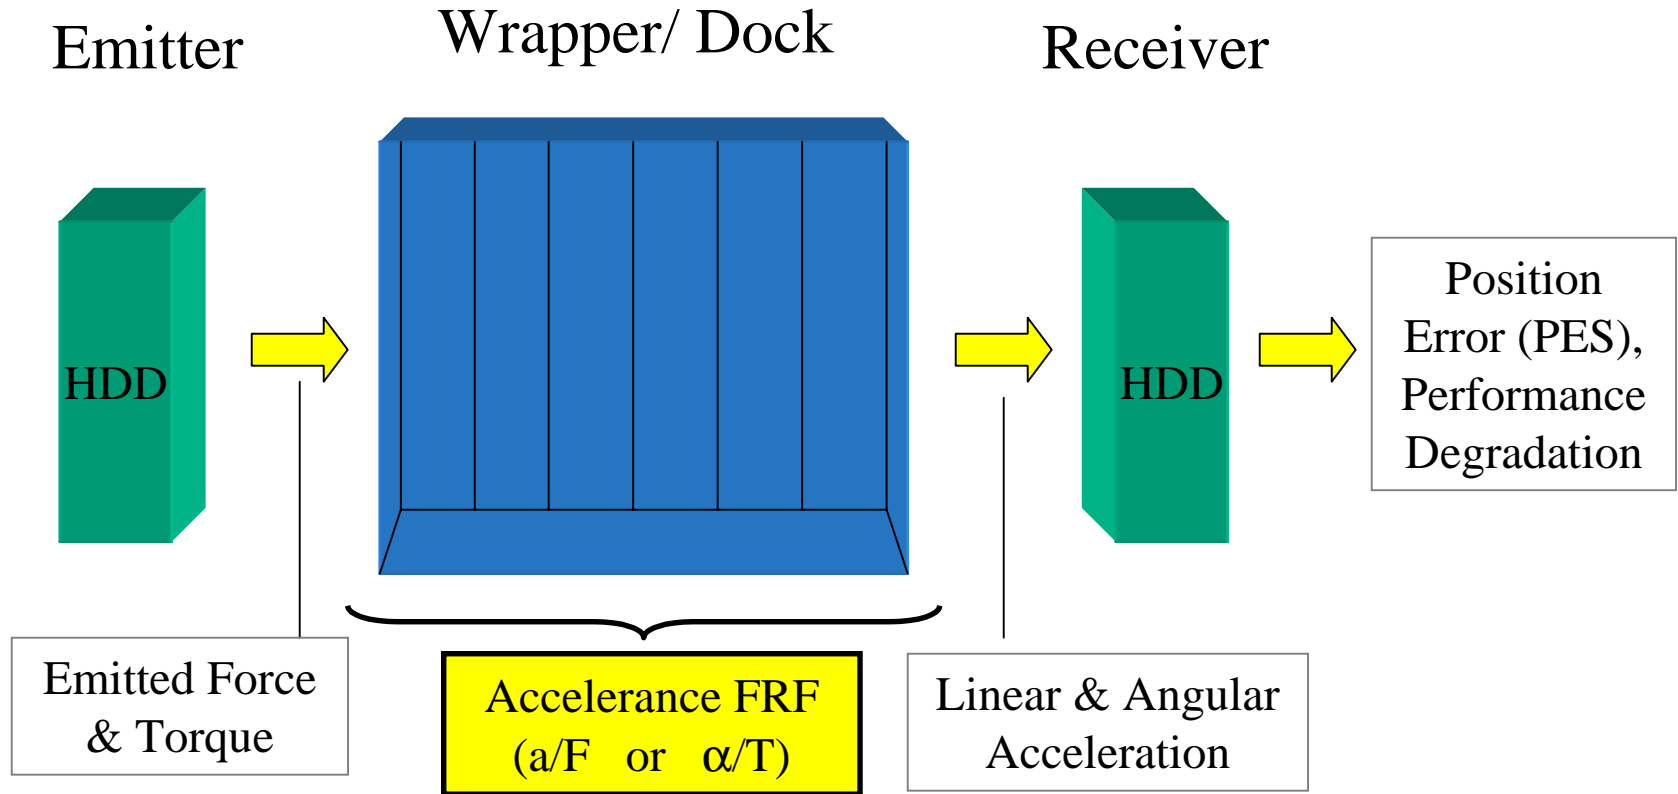 Emitter
Wrapper/ Dock
Receiver
HDD
HDD
Position
Error (PES),
Performance
Degradation
Emitted Force
& Torque
Accelerance FRF
(a/F or α/T)
Linear & Angular
Acceleration